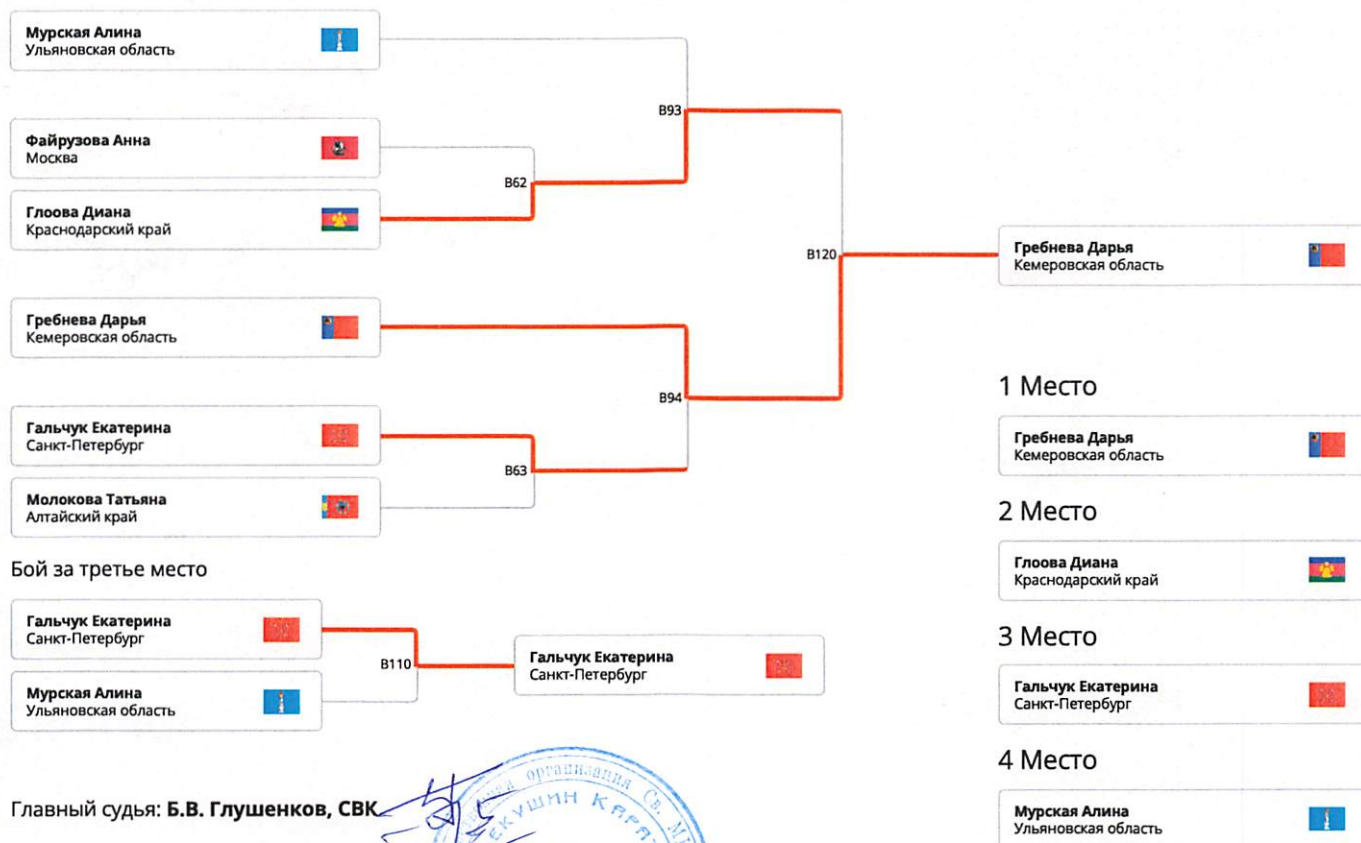 Мурская Алина
Ульяновская область
B93
Файрузова Анна
Москва
B62
Глоова Диана
Краснодарский край
B120
Гребнева Дарья
Кемеровская область
Гребнева Дарья
Кемеровская область
B94
1 Место
Гребнева Дарья
Кемеровская область
Гальчук Екатерина
Санкт-Петербург
B63
Молокова Татьяна
Алтайский край
2 Место
Глоова Диана
Краснодарский край
Бой за третье место
Гальчук Екатерина
Санкт-Петербург
B110
Гальчук Екатерина
Санкт-Петербург
Мурская Алина
Ульяновская область
3 Место
Гальчук Екатерина
Санкт-Петербург
4 Место
Мурская Алина
Ульяновская область
Главный судья: Б.В. Глушенков, СВК
организация